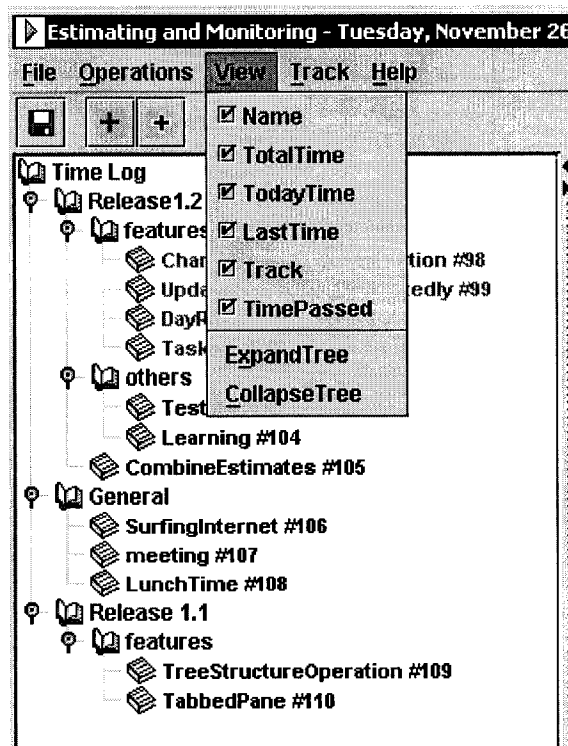 Estimating and Monitoring - Tuesday, November 26
File Operations View Track Help
Name
TotalTime
TodayTime
LastTime
Track
TimePassed
ExpandTree
CollapseTree
Time Log
Release1.2
features
#98
#99
others
Learning #104
CombineEstimates #105
General
SurfingInternet #106
meeting #107
LunchTime #108
Release 1.1
features
TreeStructureOperation #109
TabbedPane #110